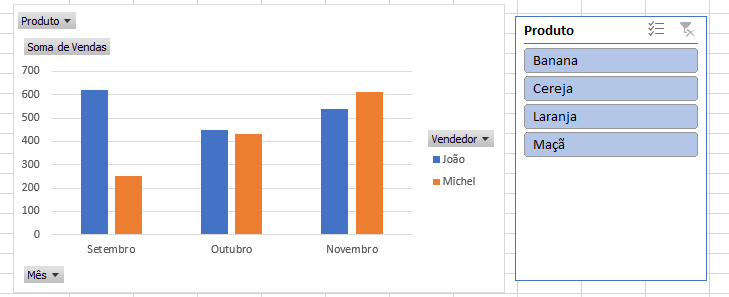 Produto
Soma de Vendas
700
600
500
400
300
200
100
0
Setembro
Outubro
Novembro
Mês
Vendedor
João
Michel
Produto
Banana
Cereja
Laranja
Maçã